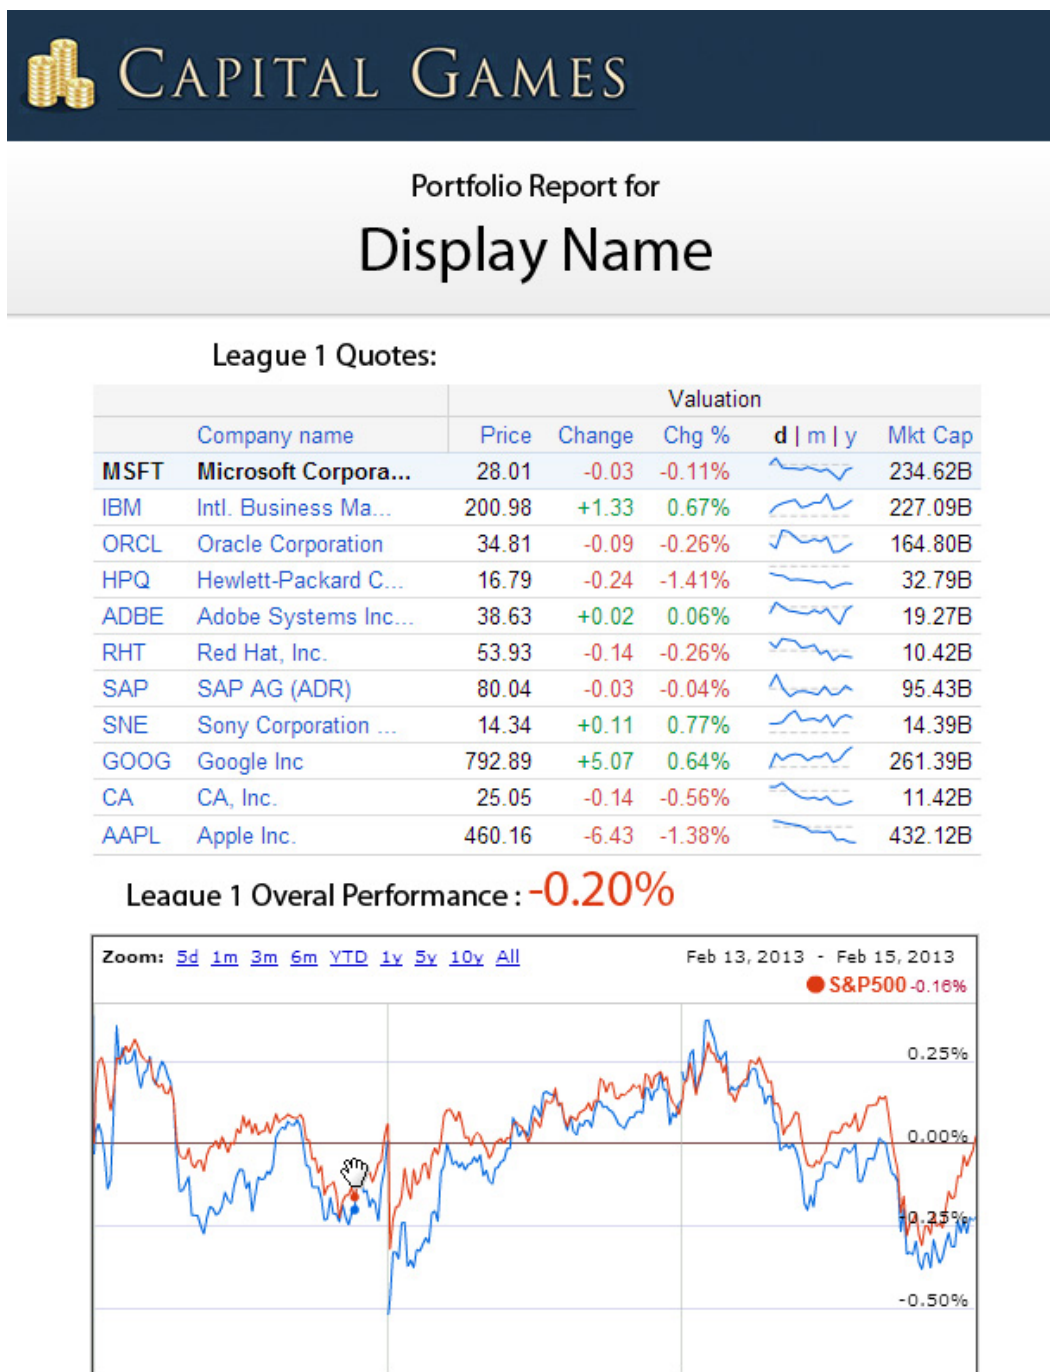 CAPITAL GAMES
Portfolio Report for
Display Name
League 1 Quotes:
Valuation
Company name Price Change Chg % d | m | y Mkt Cap
MSFT Microsoft Corpora... 28.01 -0.03 -0.11% 234.62B
IBM Intl. Business Ma... 200.98 +1.33 0.67% 227.09B
ORCL Oracle Corporation 34.81 -0.09 -0.26% 164.80B
HPQ Hewlett-Packard C... 16.79 -0.24 -1.41% 32.79B
ADBE Adobe Systems Inc... 38.63 +0.02 0.06% 19.27B
RHT Red Hat, Inc. 53.93 -0.14 -0.26% 10.42B
SAP SAP AG (ADR) 80.04 -0.03 -0.04% 95.43B
SNE Sony Corporation ... 14.34 +0.11 0.77% 14.39B
GOOG Google Inc 792.89 +5.07 0.64% 261.39B
CA CA, Inc. 25.05 -0.14 -0.56% 11.42B
AAPL Apple Inc. 460.16 -6.43 -1.38% 432.12B
League 1 Overal Performance : -0.20%
Zoom: 5d 1m 3m 6m YTD 1y 5y 10y All Feb 13, 2013 - Feb 15, 2013
S&P500 -0.16%
0.25%
0.00%
-0.25%
-0.50%